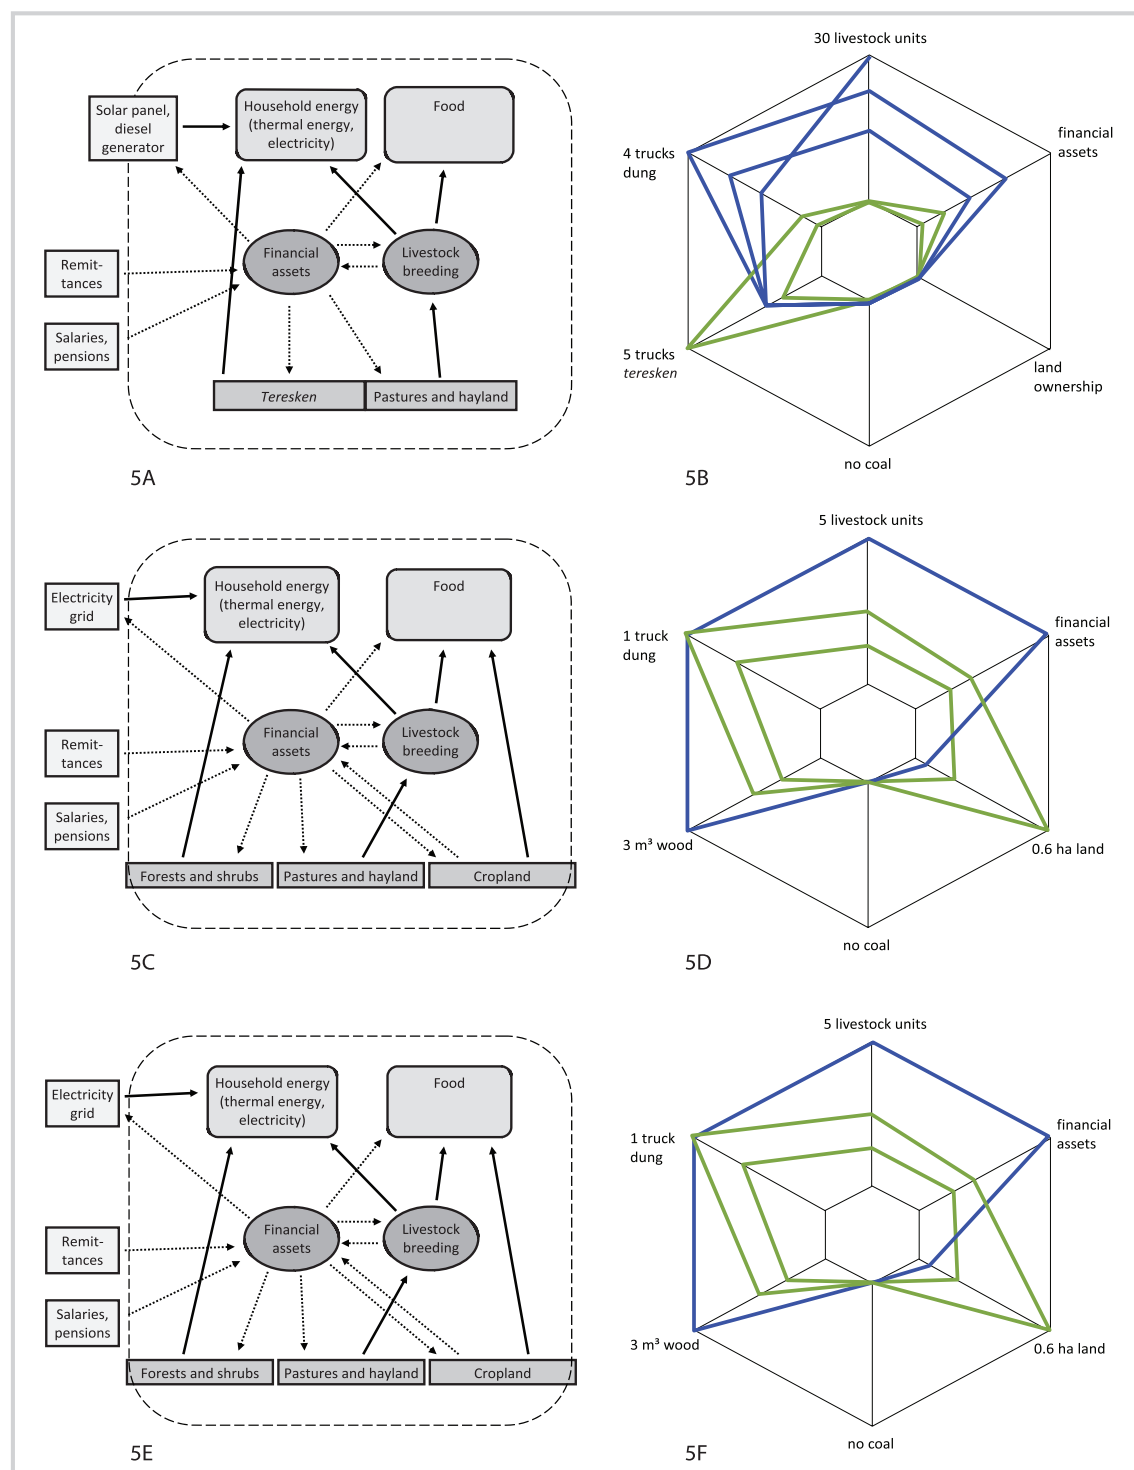 Solar panel,
diesel
generator
Household energy
(thermal energy,
electricity)
Food
Financial
assets
Livestock
breeding
Remit-
tances
Salaries,
pensions
Teresken
Pastures and hayland
5A
30 livestock units
financial
assets
4 trucks
dung
5 trucks
teresken
land
ownership
no coal
5B
Electricity
grid
Household energy
(thermal energy,
electricity)
Food
Financial
assets
Livestock
breeding
Remit-
tances
Salaries,
pensions
Forests and shrubs
Pastures and hayland
Cropland
5C
5 livestock units
financial
assets
1 truck
dung
3 m³ wood
0.6 ha land
no coal
5D
Electricity
grid
Household energy
(thermal energy,
electricity)
Food
Financial
assets
Livestock
breeding
Remit-
tances
Salaries,
pensions
Forests and shrubs
Pastures and hayland
Cropland
5E
5 livestock units
financial
assets
1 truck
dung
3 m³ wood
0.6 ha land
no coal
5F